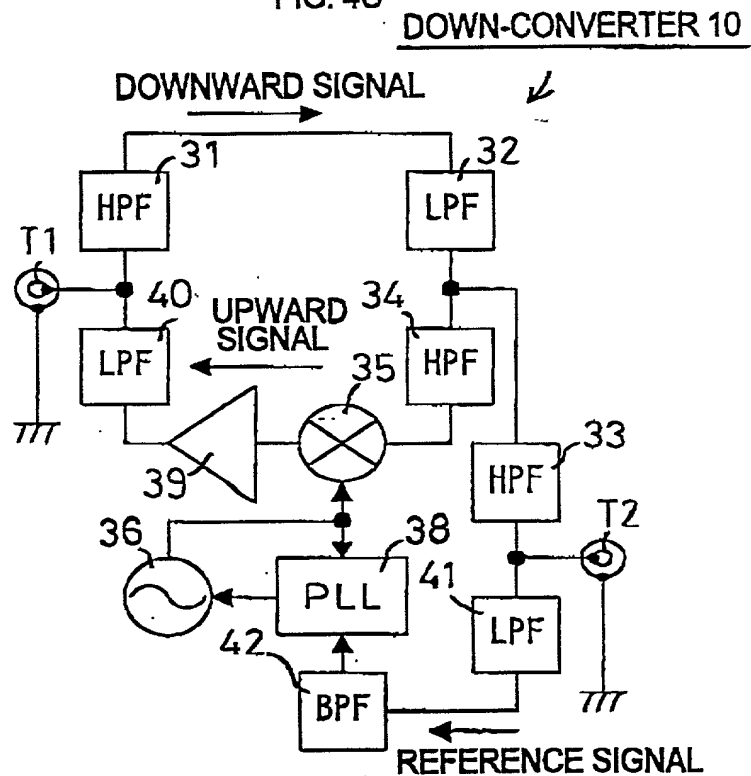 DOWN-CONVERTER 10
DOWNWARD SIGNAL
31
32
HPF
LPF
T1
40
UPWARD
SIGNAL
34
LPF
35
HPF
33
39
HPF
T2
36
38
PLL
41
LPF
42
BPF
REFERENCE SIGNAL